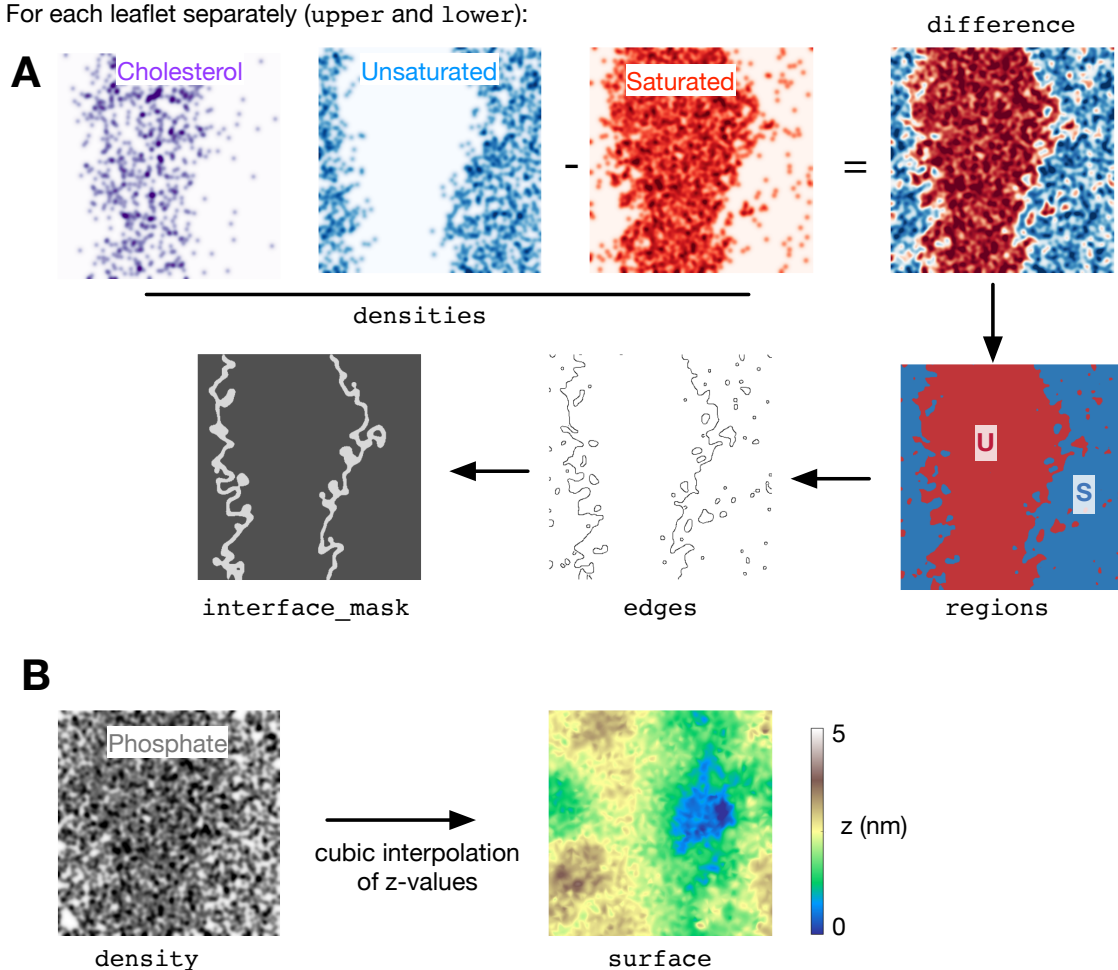 For each leaflet separately (upper and lower):
difference
A
Cholesterol
Unsaturated
-
Saturated
=
densities
U
S
interface_mask
edges
regions
B
Phosphate
cubic interpolation
of z-values
5
z (nm)
0
density
surface